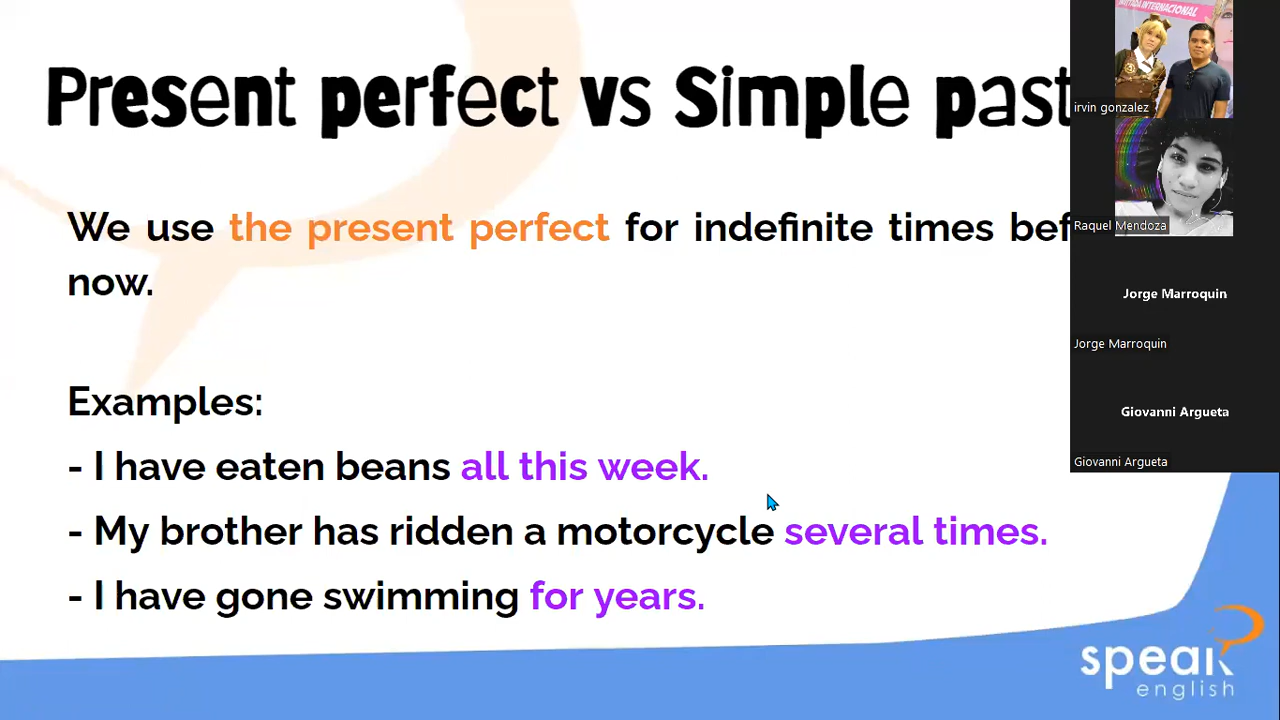 Present perfect vs Simple past
We use the present perfect for indefinite times bef
now.
Examples:
- I have eaten beans all this week.
- My brother has ridden a motorcycle several times.
- I have gone swimming for years.
speak
english
INVITADA INTERNACIONAL
irvin gonzalez
Raquel Mendoza
Jorge Marroquin
Jorge Marroquin
Giovanni Argueta
Giovanni Argueta